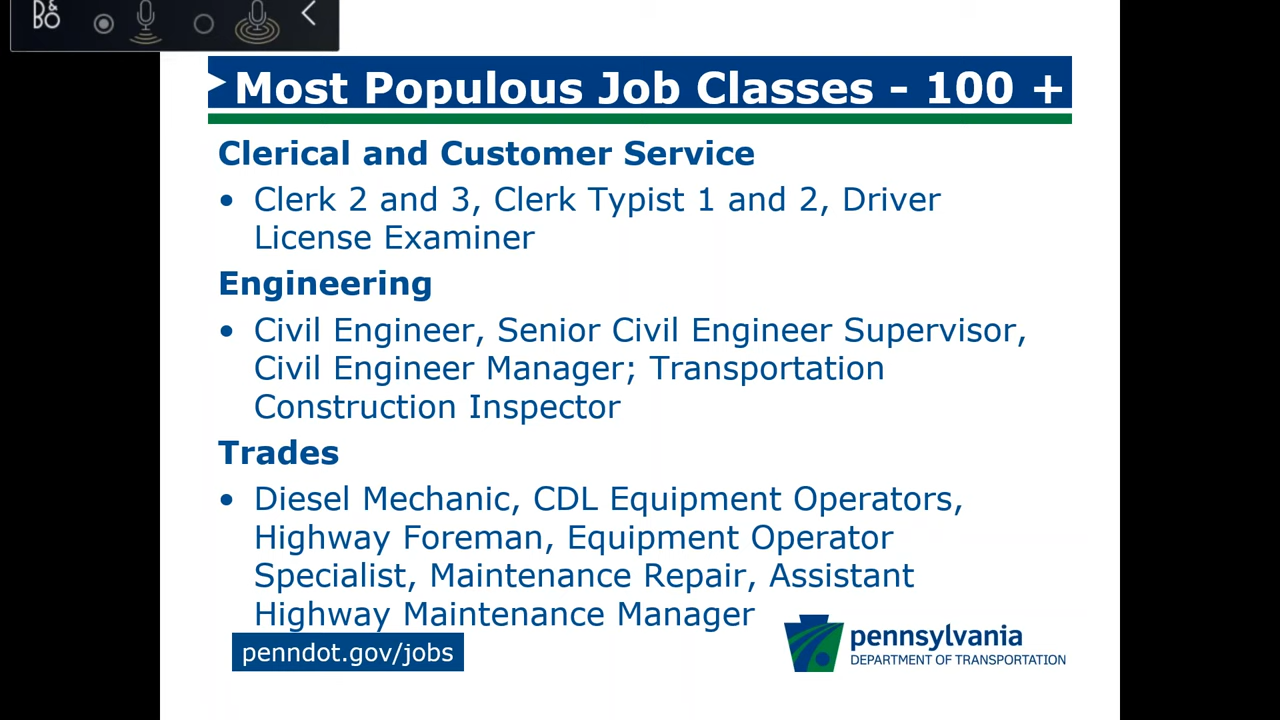 B&O
Most Populous Job Classes - 100 +
Clerical and Customer Service
• Clerk 2 and 3, Clerk Typist 1 and 2, Driver
License Examiner
Engineering
• Civil Engineer, Senior Civil Engineer Supervisor,
Civil Engineer Manager; Transportation
Construction Inspector
Trades
• Diesel Mechanic, CDL Equipment Operators,
Highway Foreman, Equipment Operator
Specialist, Maintenance Repair, Assistant
Highway Maintenance Manager
penndot.gov/jobs
pennsylvania
DEPARTMENT OF TRANSPORTATION